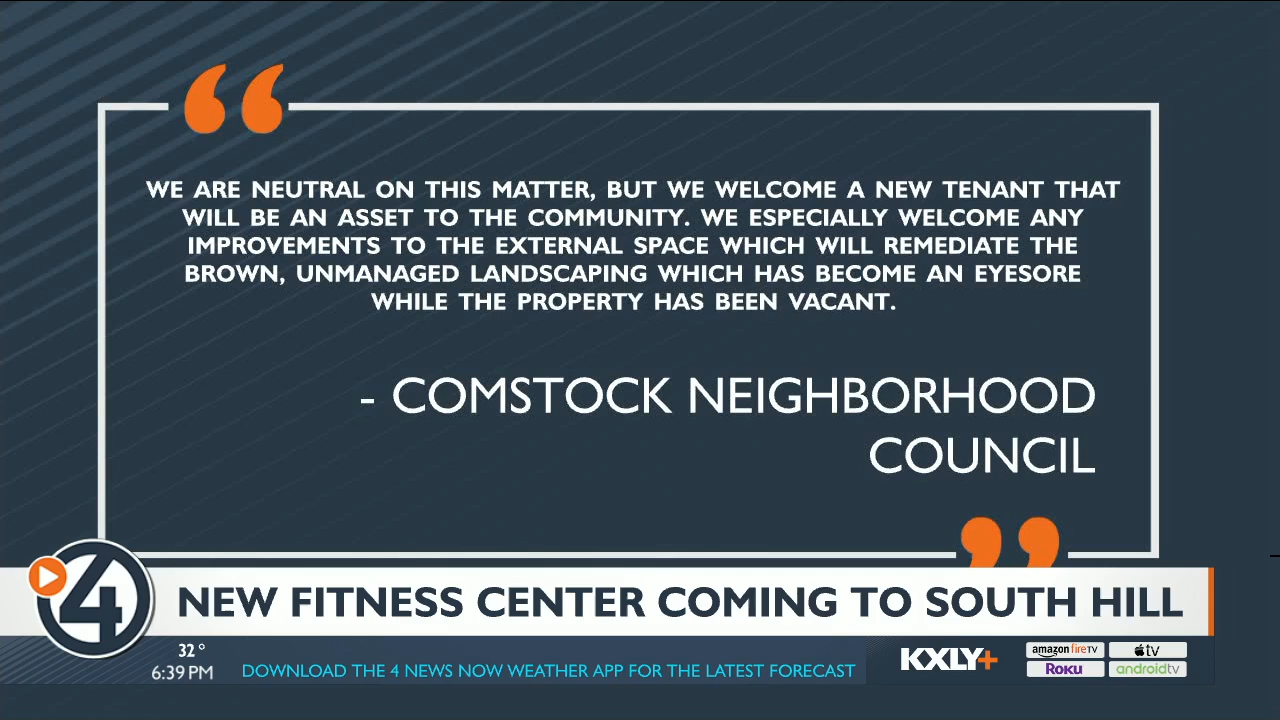 WE ARE NEUTRAL ON THIS MATTER, BUT WE WELCOME A NEW TENANT THAT
WILL BE AN ASSET TO THE COMMUNITY. WE ESPECIALLY WELCOME ANY
IMPROVEMENTS TO THE EXTERNAL SPACE WHICH WILL REMEDIATE THE
BROWN, UNMANAGED LANDSCAPING WHICH HAS BECOME AN EYESORE
WHILE THE PROPERTY HAS BEEN VACANT.
- COMSTOCK NEIGHBORHOOD
COUNCIL
4
NEW FITNESS CENTER COMING TO SOUTH HILL
32°
6:39 PM
DOWNLOAD THE 4 NEWS NOW WEATHER APP FOR THE LATEST FORECAST
KXLY+
amazon fireTV
tv
Roku
androidtv